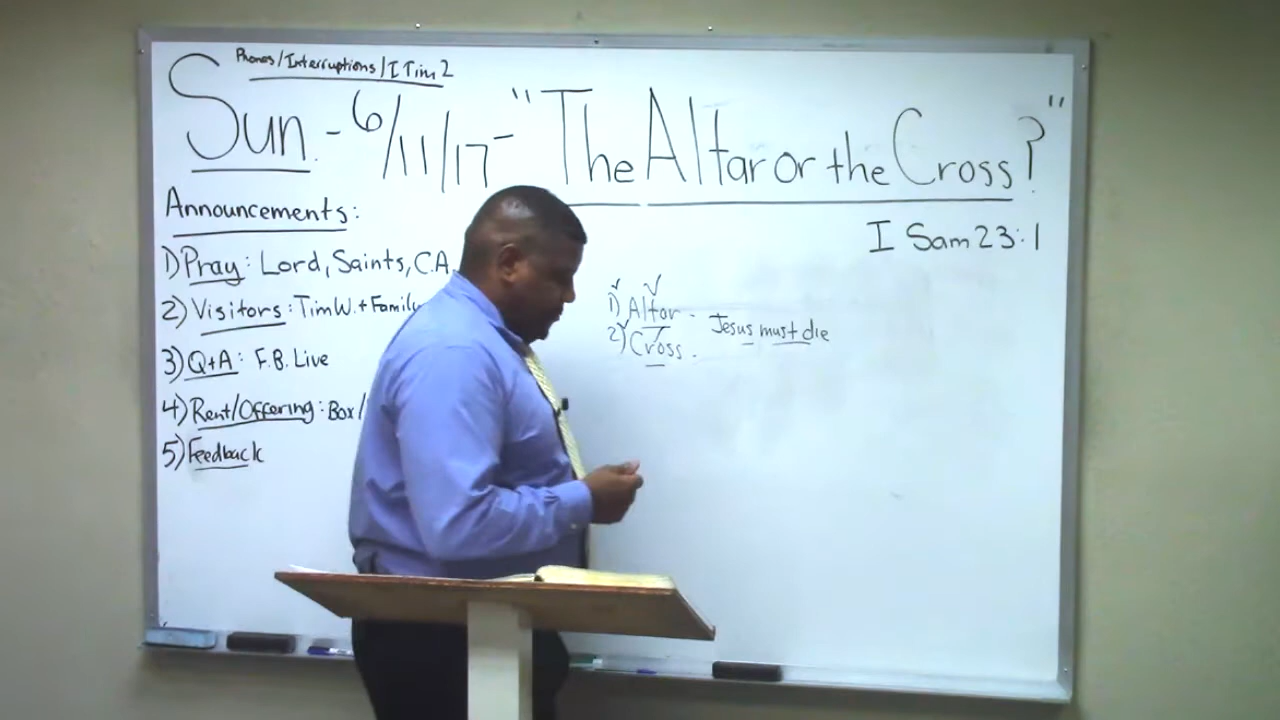 Phones/Interruptions/I Tim 2
Sun. - 6/11/17 - "The Altar or the Cross?"
I Sam 23:1
Announcements:
1) Pray: Lord, Saints, C.A.
2) Visitors: Tim W. + Family
3) Q+A: F.B. Live
4) Rent/Offering: Box/
5) Feedback
1) Altar - Jesus must die
2) Cross.